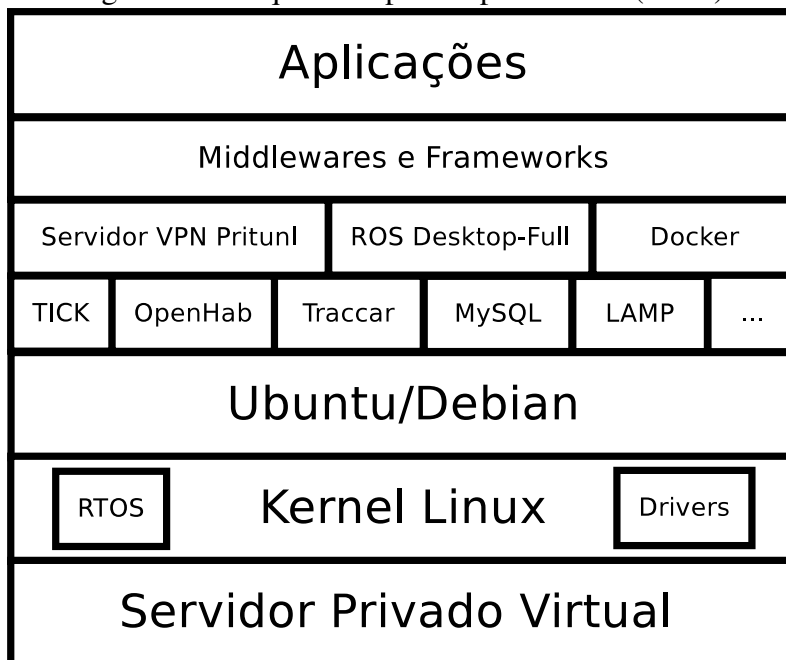 Aplicações
Middlewares e Frameworks
Servidor VPN Pritunl ROS Desktop-Full Docker
TICK OpenHab Traccar MySQL LAMP ...
Ubuntu/Debian
RTOS Kernel Linux Drivers
Servidor Privado Virtual